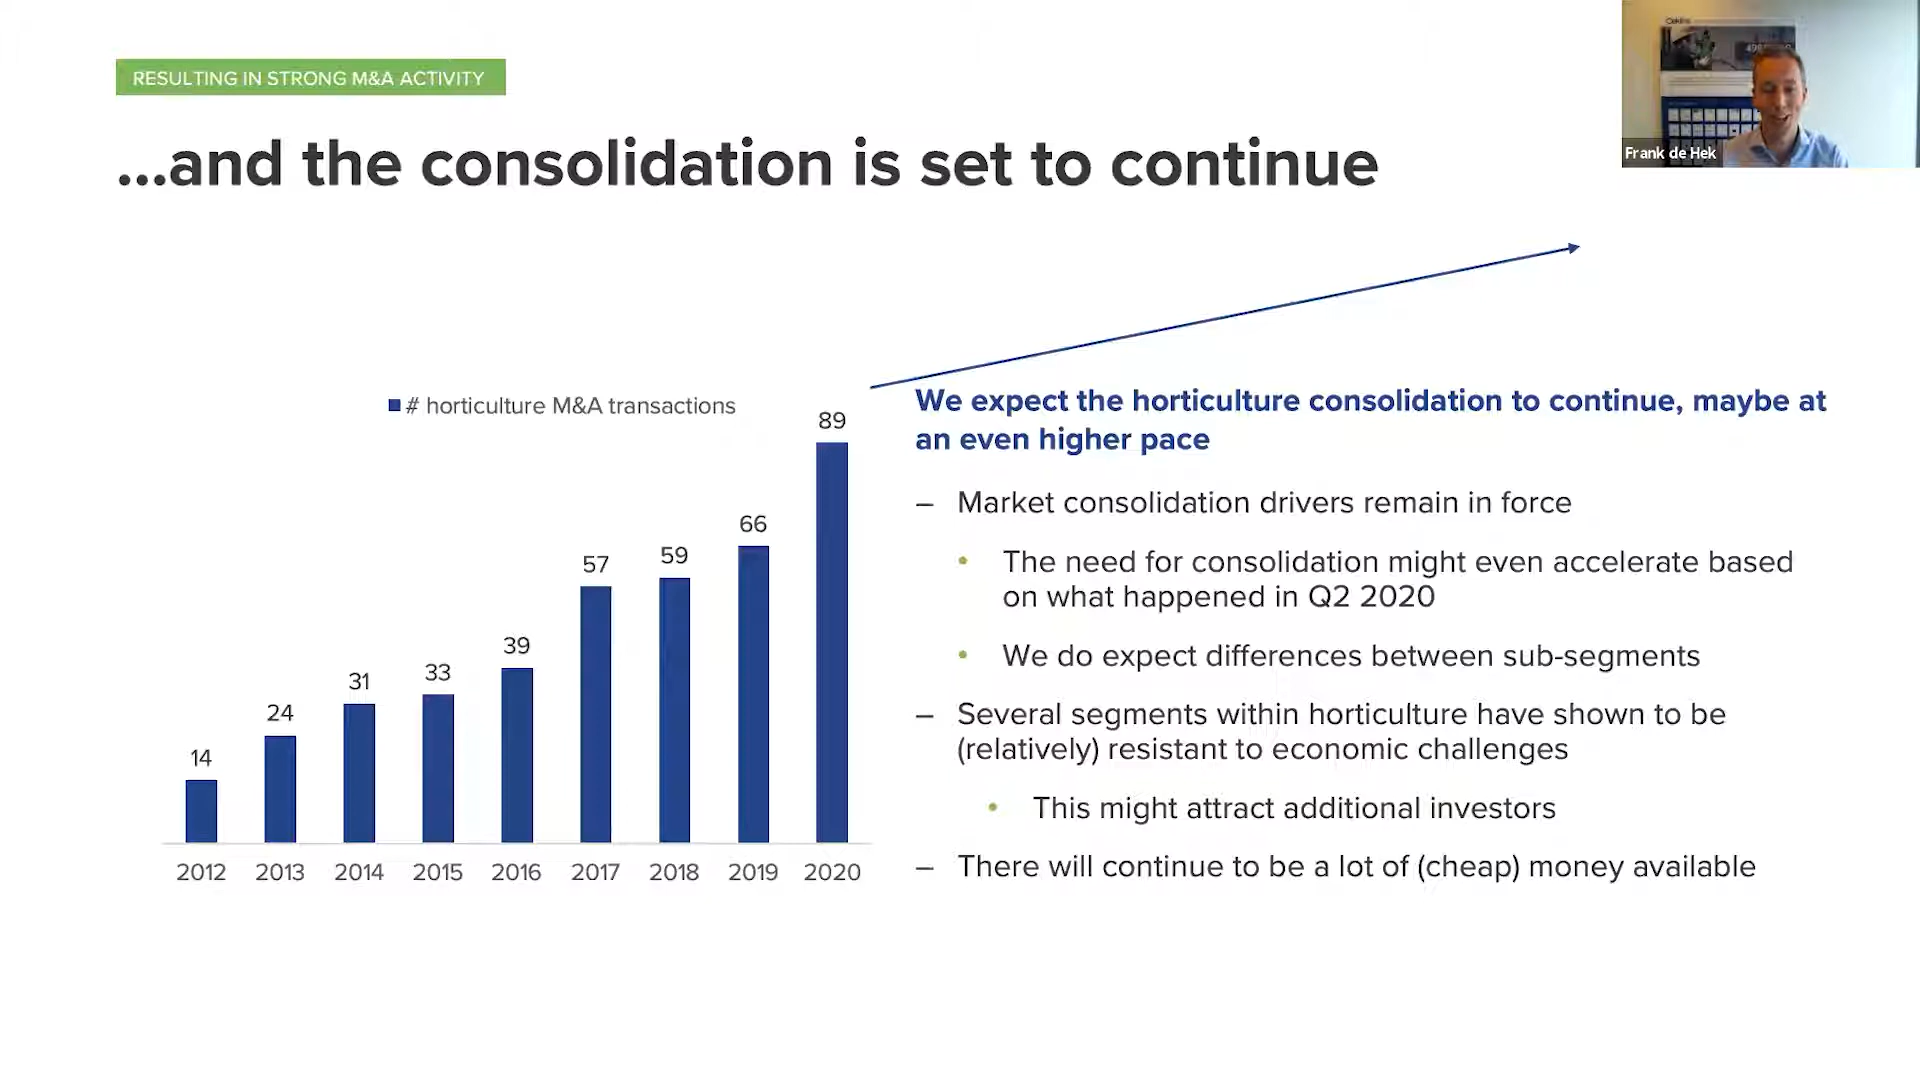 RESULTING IN STRONG M&A ACTIVITY
...and the consolidation is set to continue
Frank de Hek
# horticulture M&A transactions
14
24
31
33
39
57
59
66
89
2012 2013 2014 2015 2016 2017 2018 2019 2020
We expect the horticulture consolidation to continue, maybe at
an even higher pace
– Market consolidation drivers remain in force
• The need for consolidation might even accelerate based
on what happened in Q2 2020
• We do expect differences between sub-segments
– Several segments within horticulture have shown to be
(relatively) resistant to economic challenges
• This might attract additional investors
– There will continue to be a lot of (cheap) money available